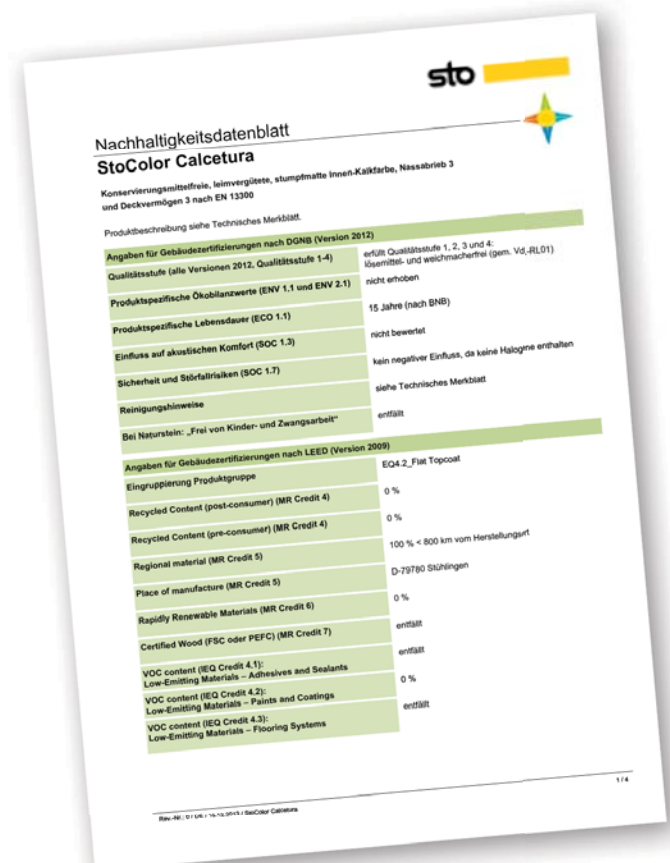 sto
Nachhaltigkeitsdatenblatt
StoColor Calcetura
Konservierungsmittelfreie, leimvergütete, stumpfmatte Innen-Kalkfarbe, Nassabrieb 3
und Deckvermögen 3 nach EN 13300
Produktbeschreibung siehe Technisches Merkblatt.
Angaben für Gebäudezertifizierungen nach DGNB (Version 2012)
Qualitätsstufe (alle Versionen 2012, Qualitätsstufe 1-4)
erfüllt Qualitätsstufe 1, 2, 3 und 4:
lösemittel- und weichmacherfrei (gem. Vd.-RL01)
Produktspezifische Ökobilanzwerte (ENV 1.1 und ENV 2.1)
nicht erhoben
Produktspezifische Lebensdauer (ECO 1.1)
15 Jahre (nach BNB)
Einfluss auf akustischen Komfort (SOC 1.3)
nicht bewertet
Sicherheit und Störfallrisiken (SOC 1.7)
kein negativer Einfluss, da keine Halogene enthalten
Reinigungshinweise
siehe Technisches Merkblatt
Bei Naturstein: „Frei von Kinder- und Zwangsarbeit“
entfällt
Angaben für Gebäudezertifizierungen nach LEED (Version 2009)
Eingruppierung Produktgruppe
EQ4.2_Flat Topcoat
Recycled Content (post-consumer) (MR Credit 4)
0 %
Recycled Content (pre-consumer) (MR Credit 4)
0 %
Regional material (MR Credit 5)
100 % < 800 km vom Herstellungsort
Place of manufacture (MR Credit 5)
D-79780 Stühlingen
Rapidly Renewable Materials (MR Credit 6)
0 %
Certified Wood (FSC oder PEFC) (MR Credit 7)
entfällt
VOC content (IEQ Credit 4.1):
Low-Emitting Materials – Adhesives and Sealants
entfällt
VOC content (IEQ Credit 4.2):
Low-Emitting Materials – Paints and Coatings
0 %
VOC content (IEQ Credit 4.3):
Low-Emitting Materials – Flooring Systems
entfällt
Rev.-Nr.: StoColor Calcetura
1 / 4